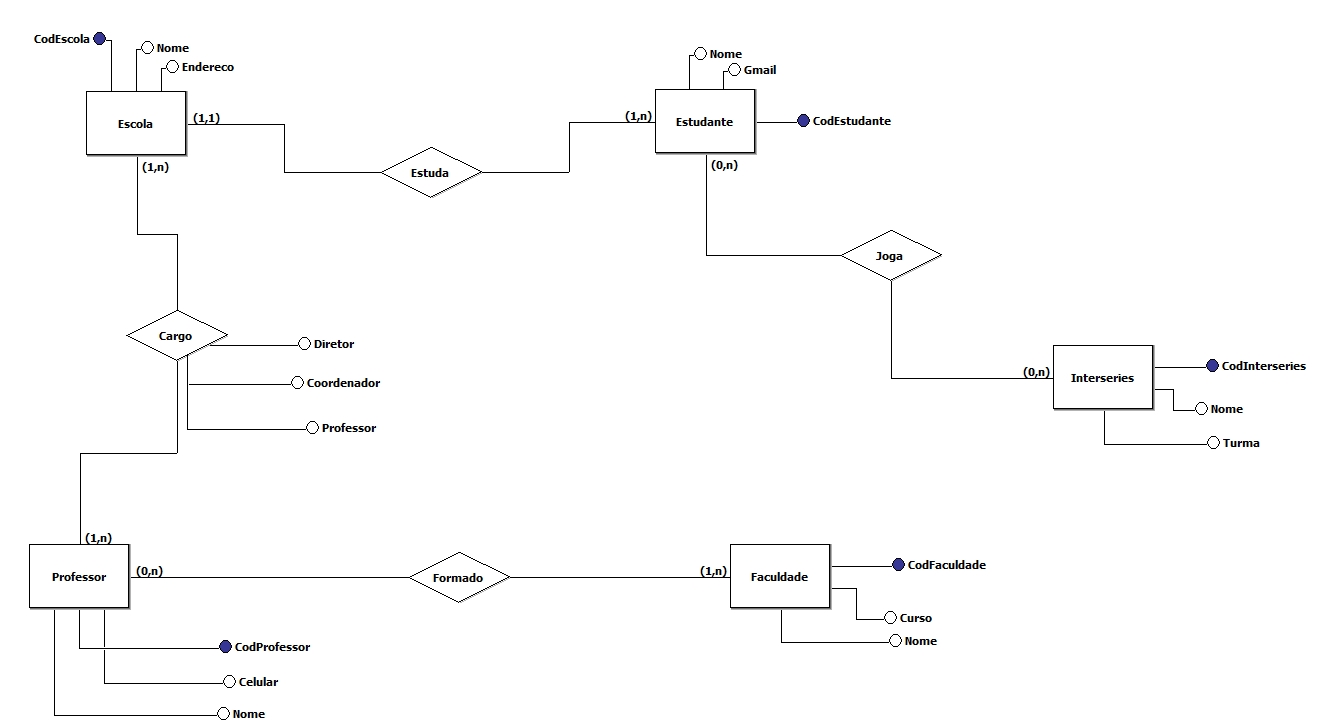 CodEscola
Nome
Endereco
Escola
(1,1)
(1,n)
Estuda
Nome
Gmail
(1,n)
Estudante
CodEstudante
(0,n)
Joga
Cargo
Diretor
Coordenador
Professor
(0,n)
Interseries
CodInterseries
Nome
Turma
(1,n)
Professor
(0,n)
Formado
(1,n)
Faculdade
CodFaculdade
Curso
Nome
CodProfessor
Celular
Nome